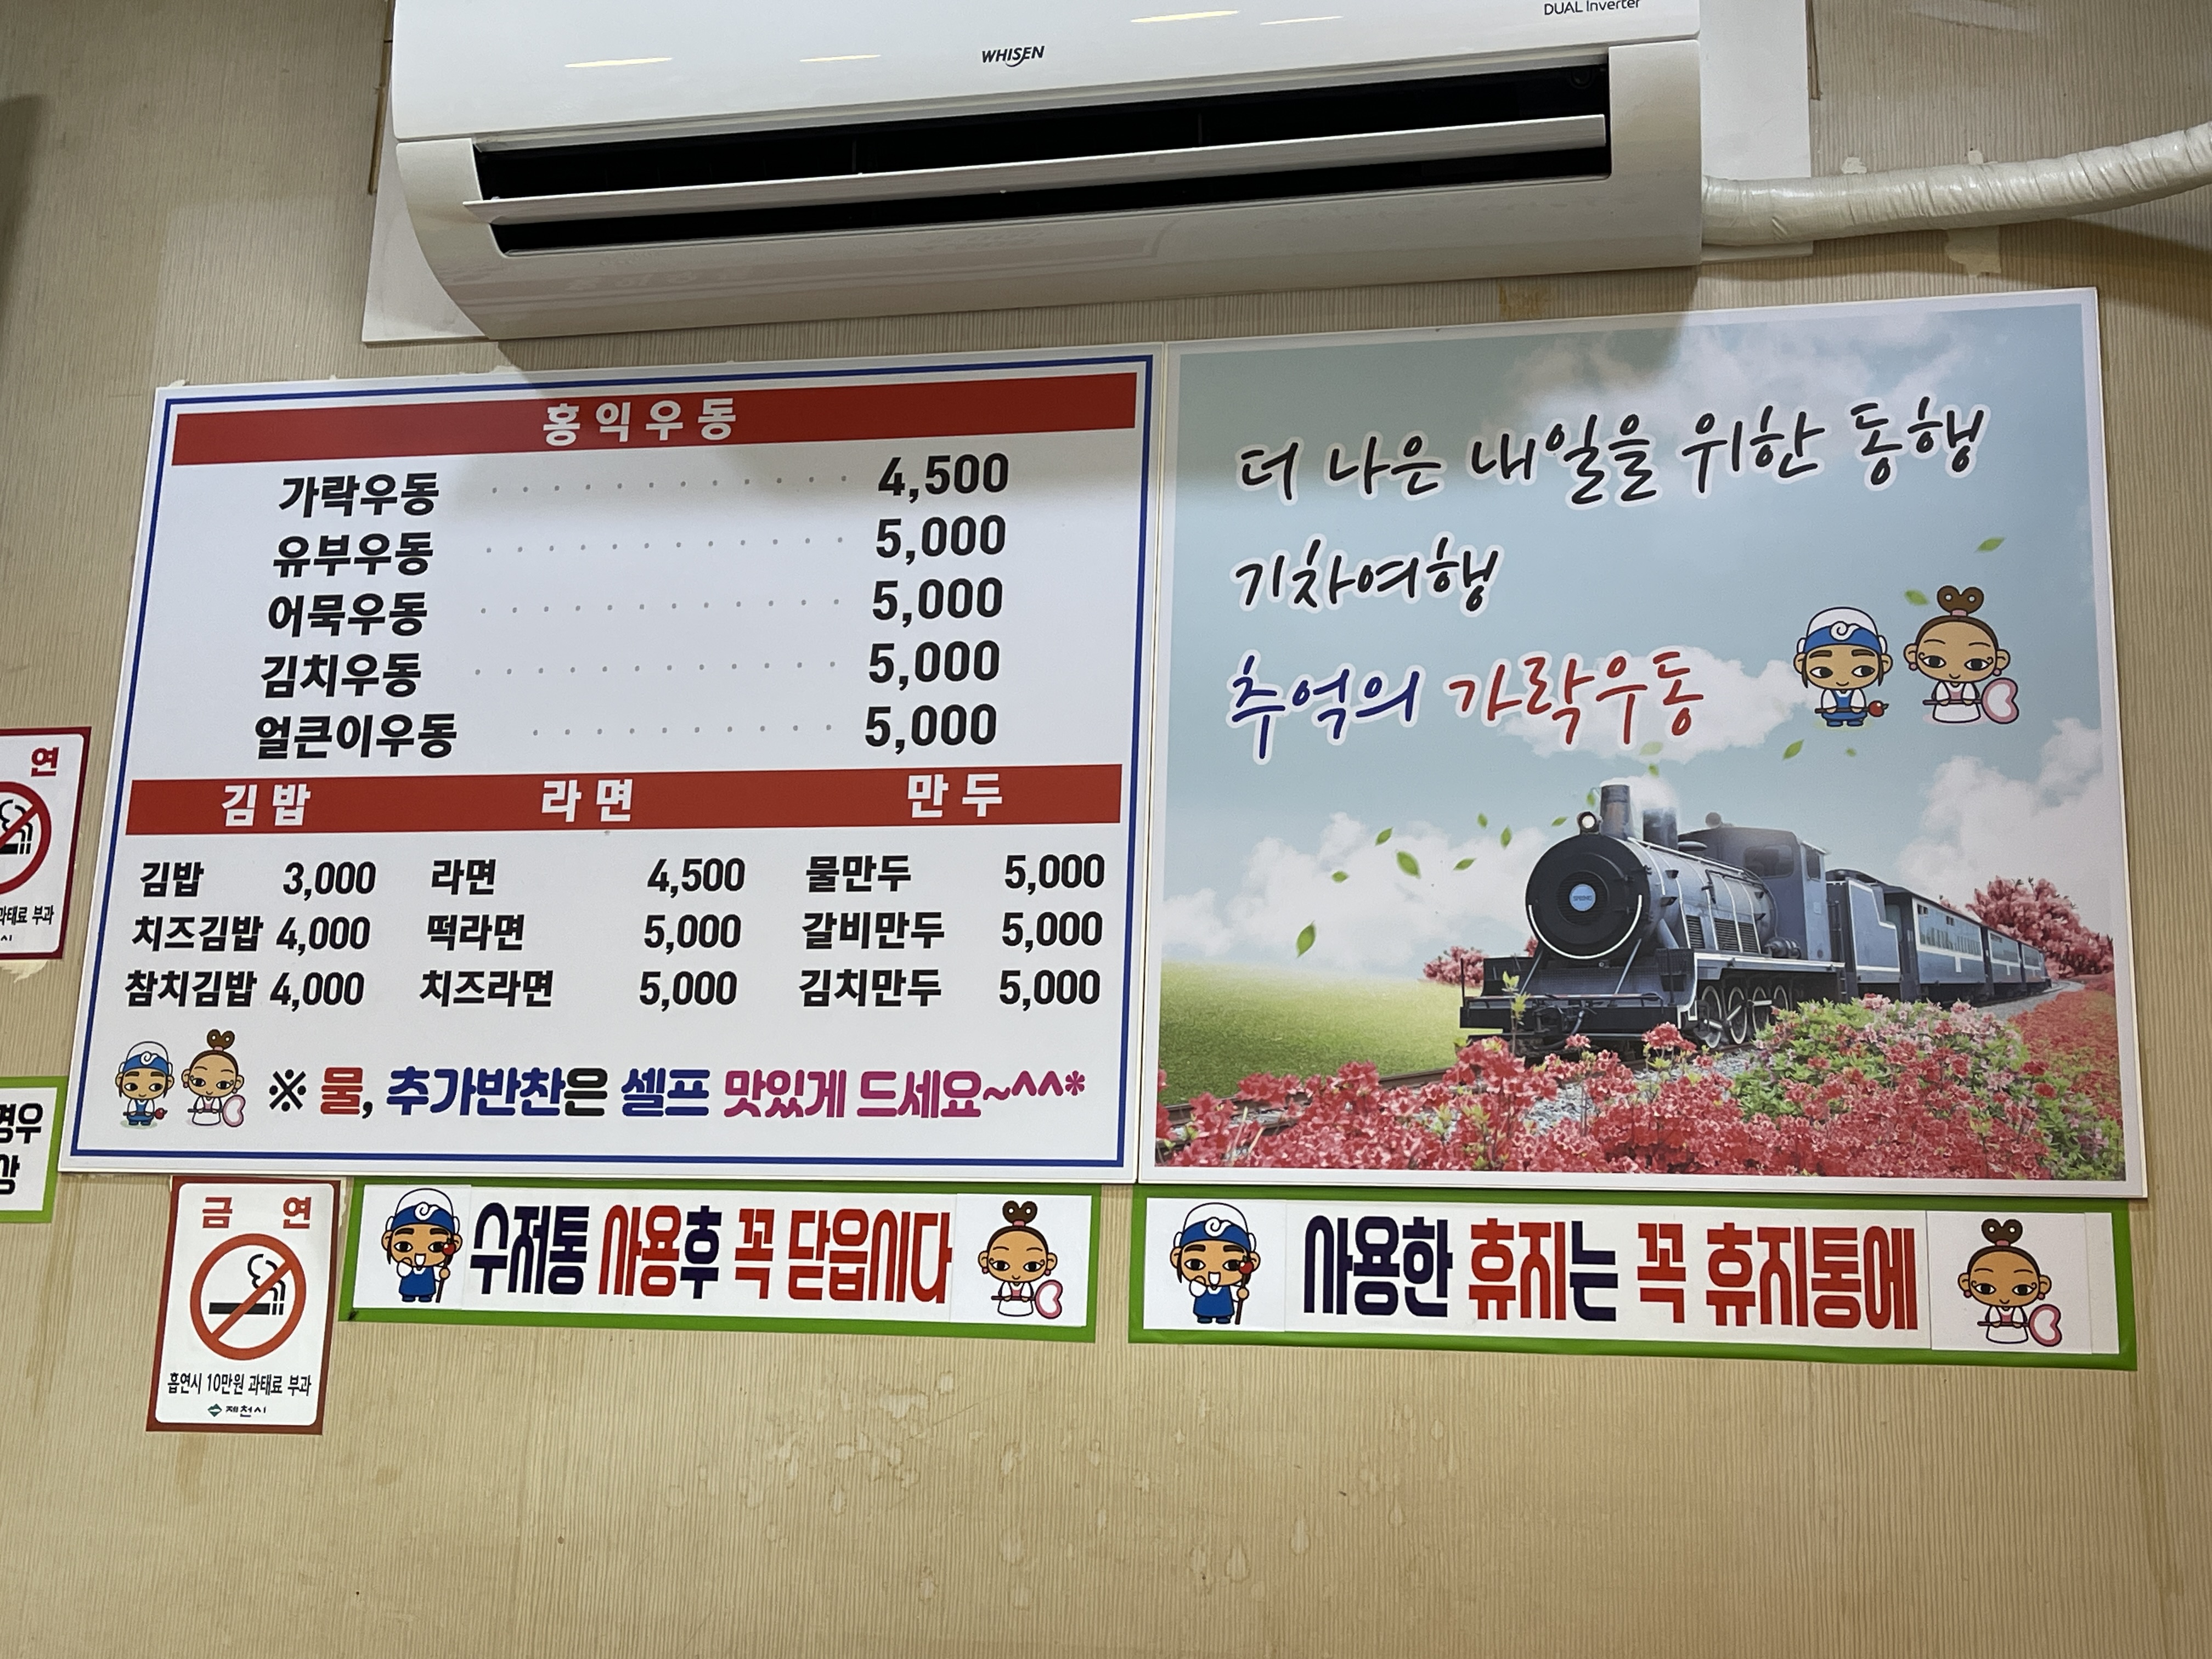 DUAL Inverter
WHISEN
홍익우동
가락우동 4,500
유부우동 5,000
어묵우동 5,000
김치우동 5,000
얼큰이우동 5,000
김밥 라면 만두
김밥 3,000 라면 4,500 물만두 5,000
치즈김밥 4,000 떡라면 5,000 갈비만두 5,000
참치김밥 4,000 치즈라면 5,000 김치만두 5,000
※ 물, 추가반찬은 셀프 맛있게 드세요~^^*
더 나은 내일을 위한 동행
기차여행
추억의 가락우동
연
과태료 부과
경우
금 연
흡연시 10만원 과태료 부과
제천시
수저통 사용후 꼭 닫읍시다
사용한 휴지는 꼭 휴지통에